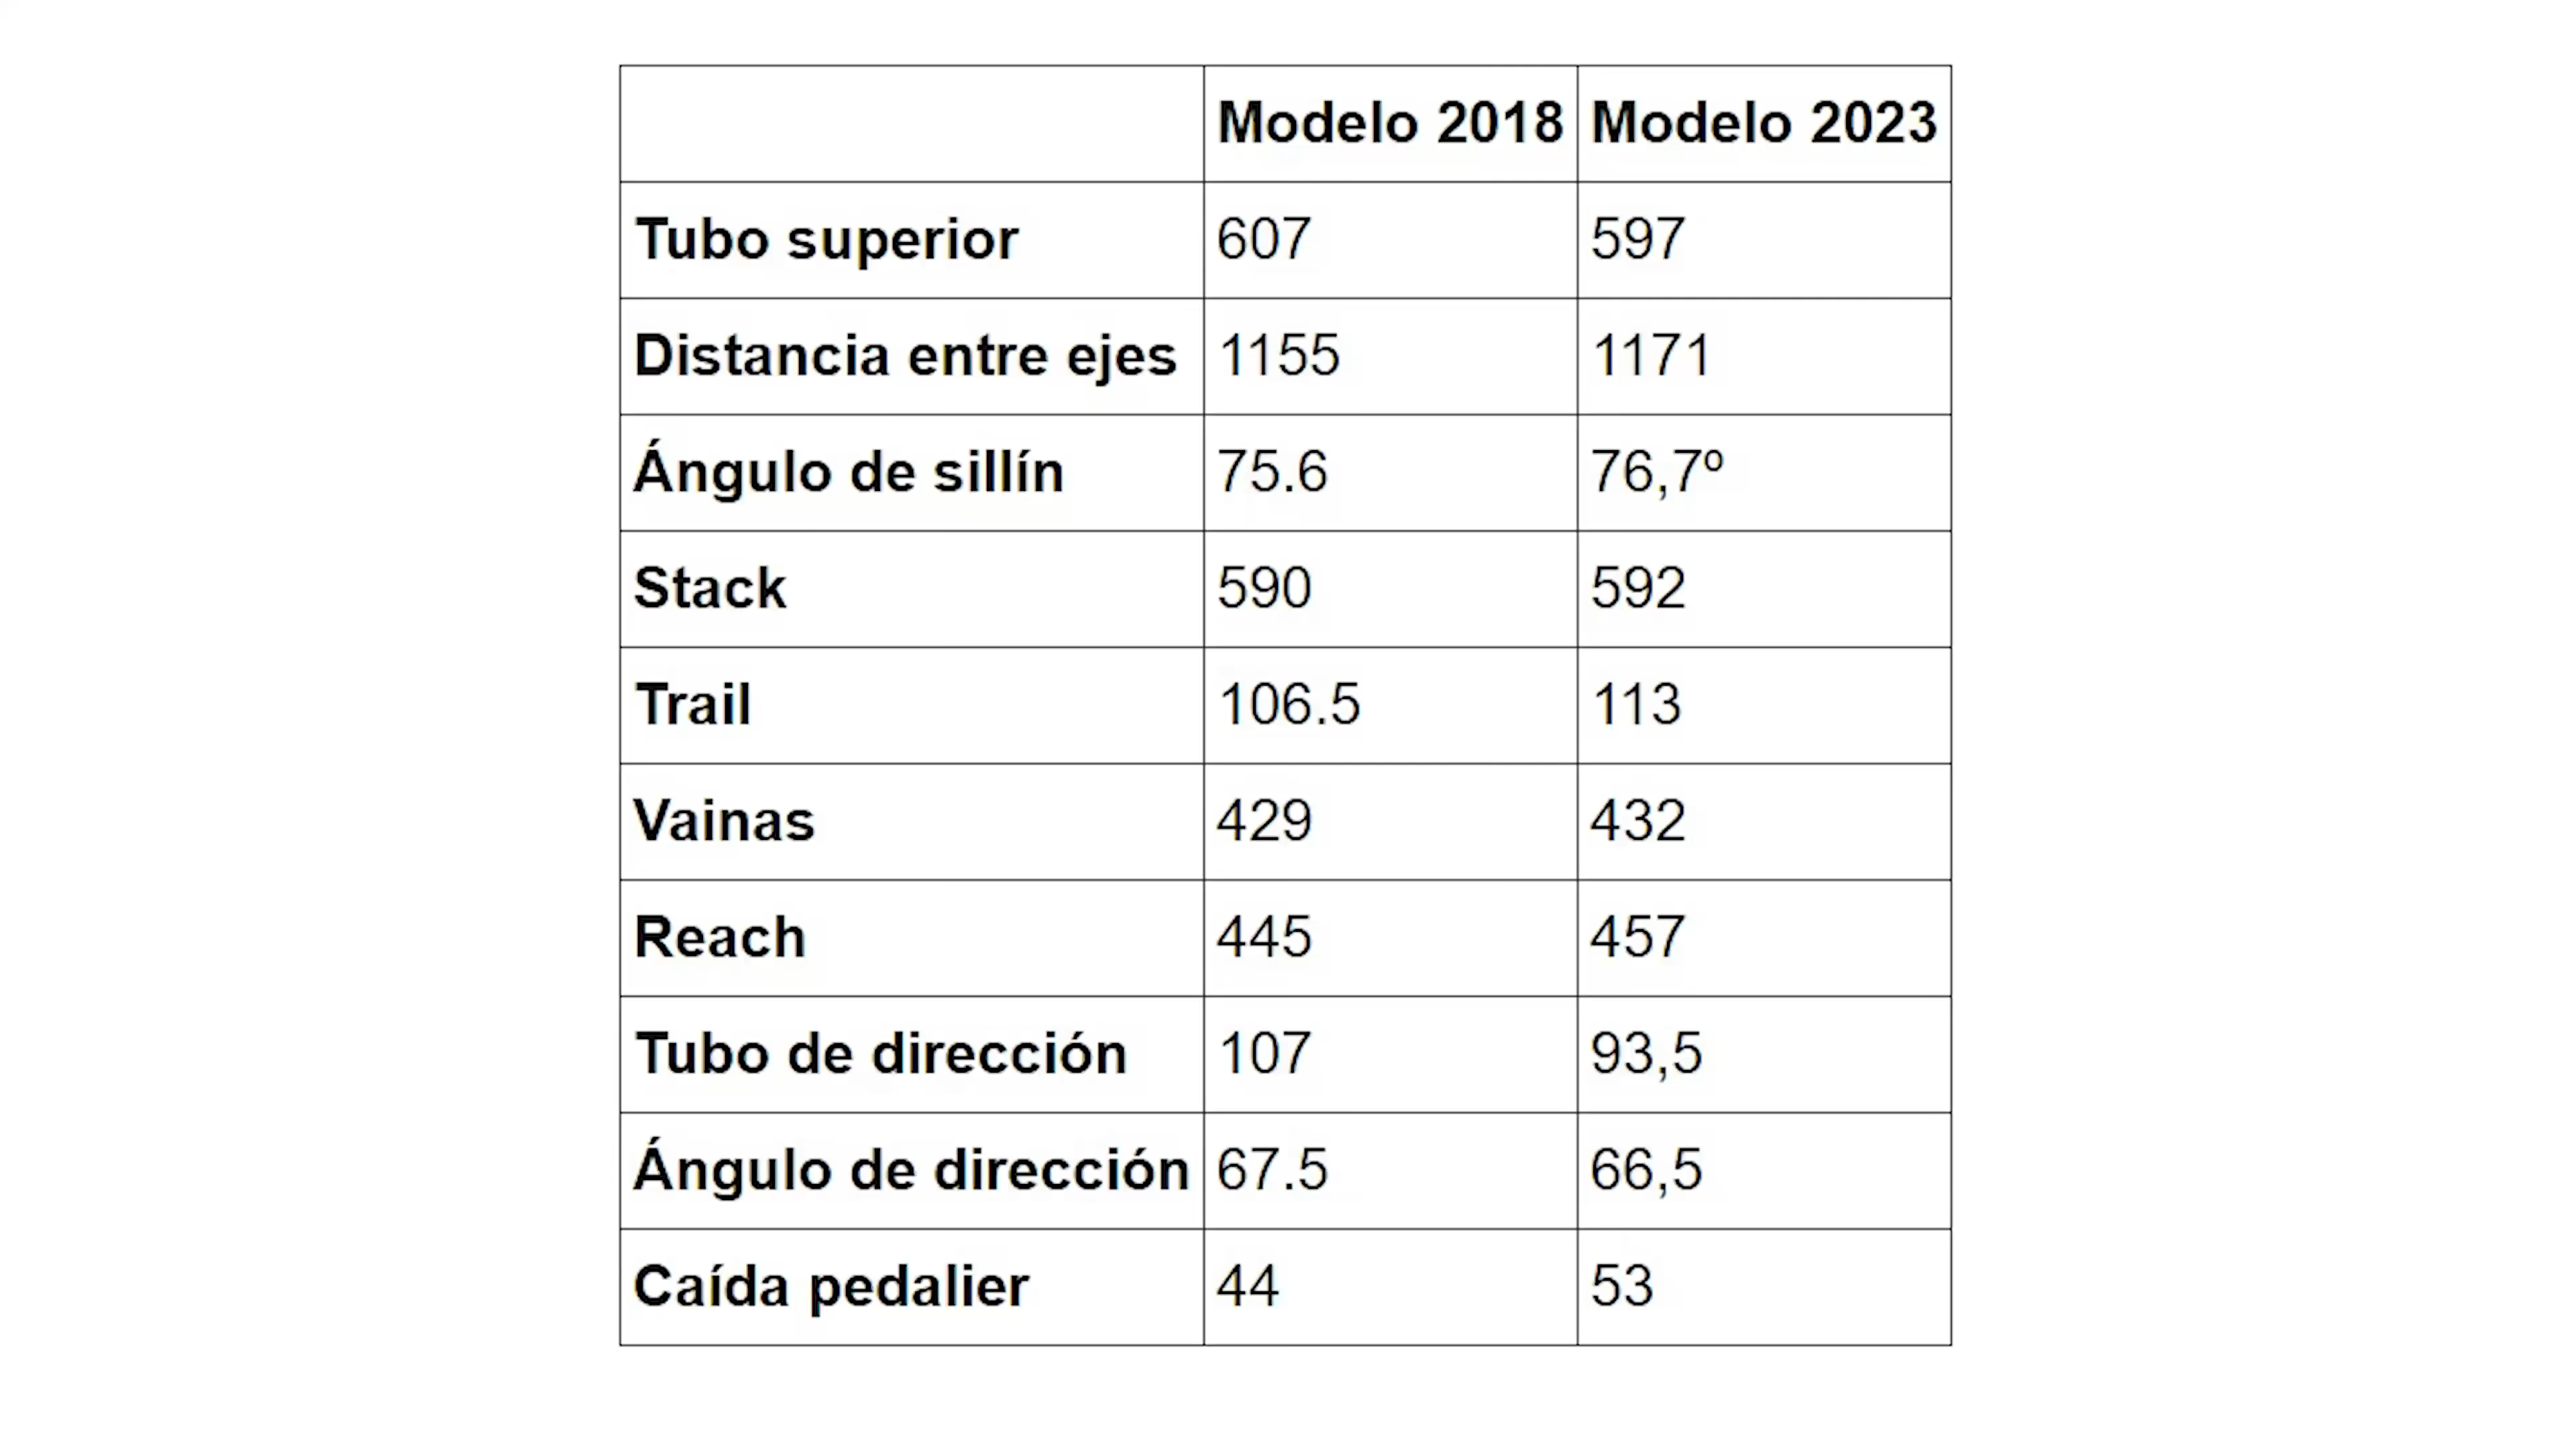 Modelo 2018 Modelo 2023
Tubo superior 607 597
Distancia entre ejes 1155 1171
Ángulo de sillín 75.6 76,7º
Stack 590 592
Trail 106.5 113
Vainas 429 432
Reach 445 457
Tubo de dirección 107 93,5
Ángulo de dirección 67.5 66,5
Caída pedalier 44 53